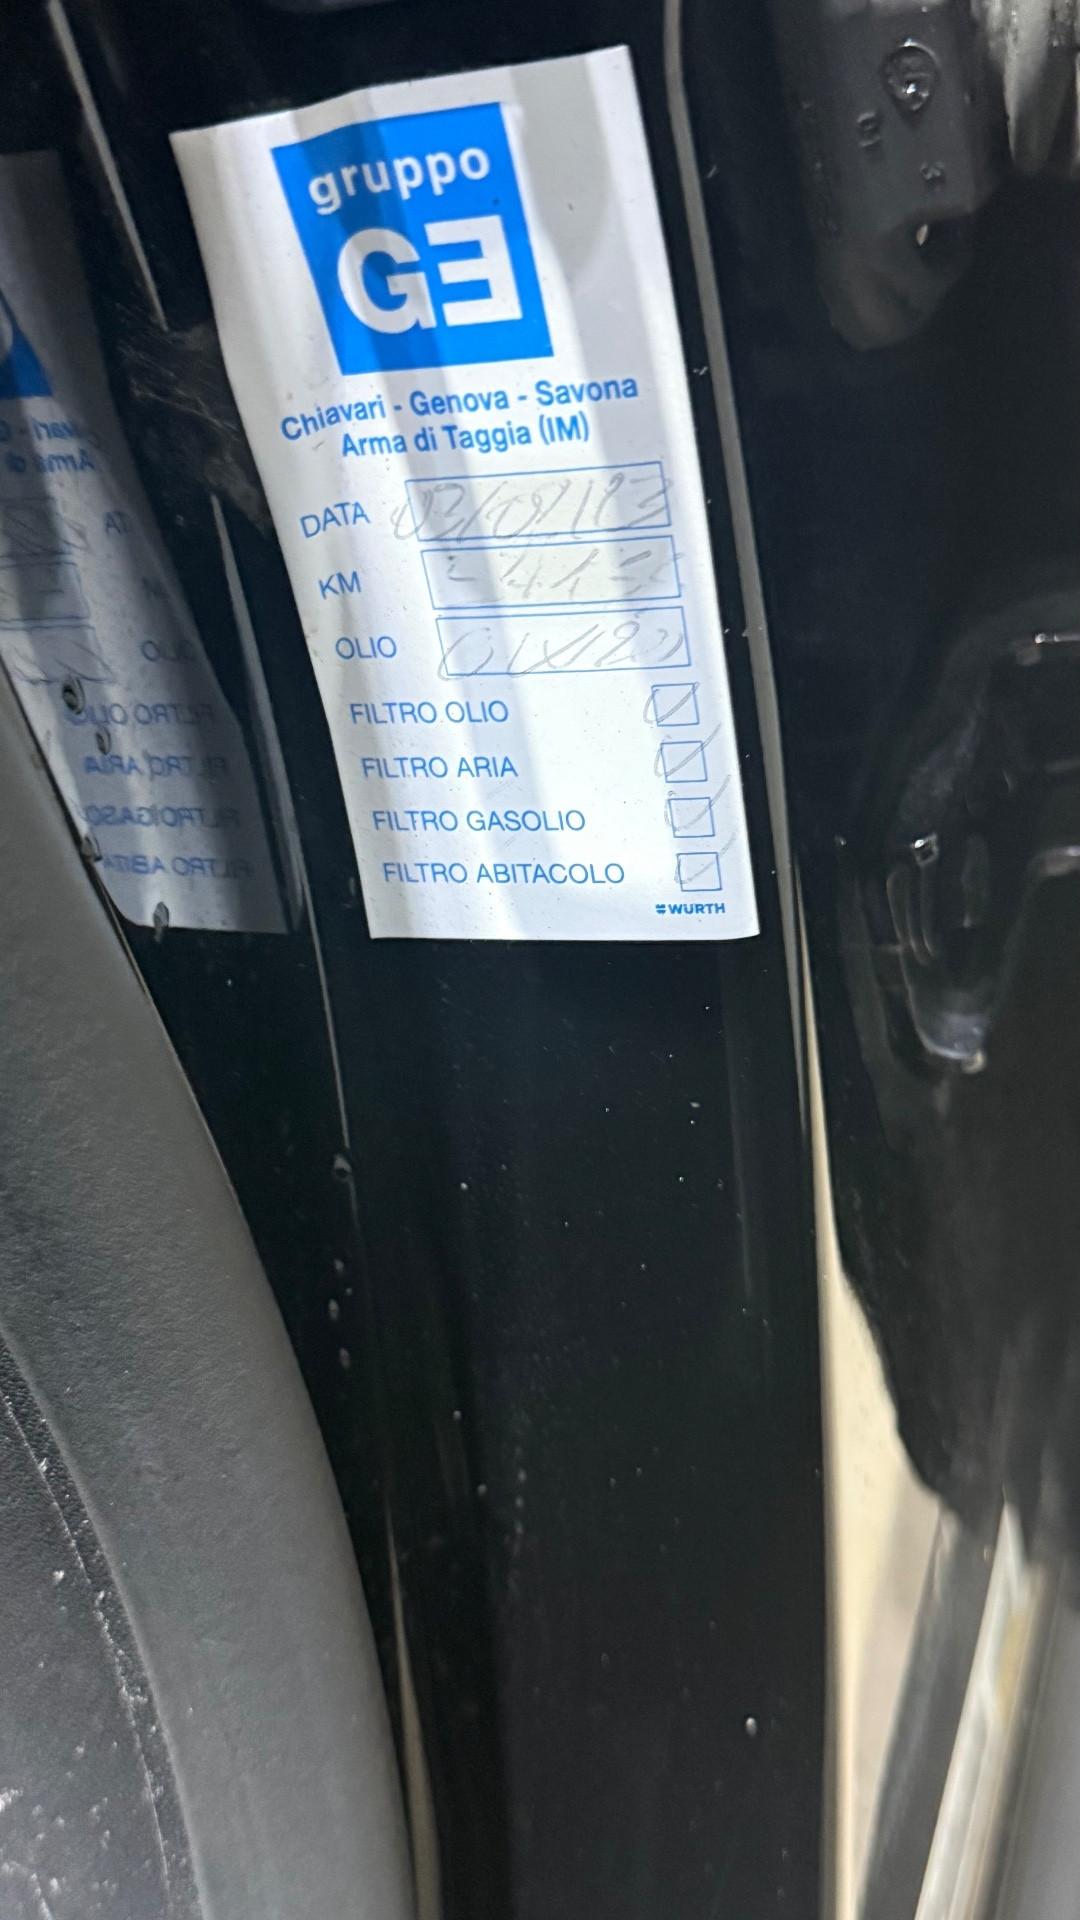 gruppo
GE
Chiavari - Genova - Savona
Arma di Taggia (IM)
DATA
KM
OLIO
FILTRO OLIO
FILTRO ARIA
FILTRO GASOLIO
FILTRO ABITACOLO
WÜRTH